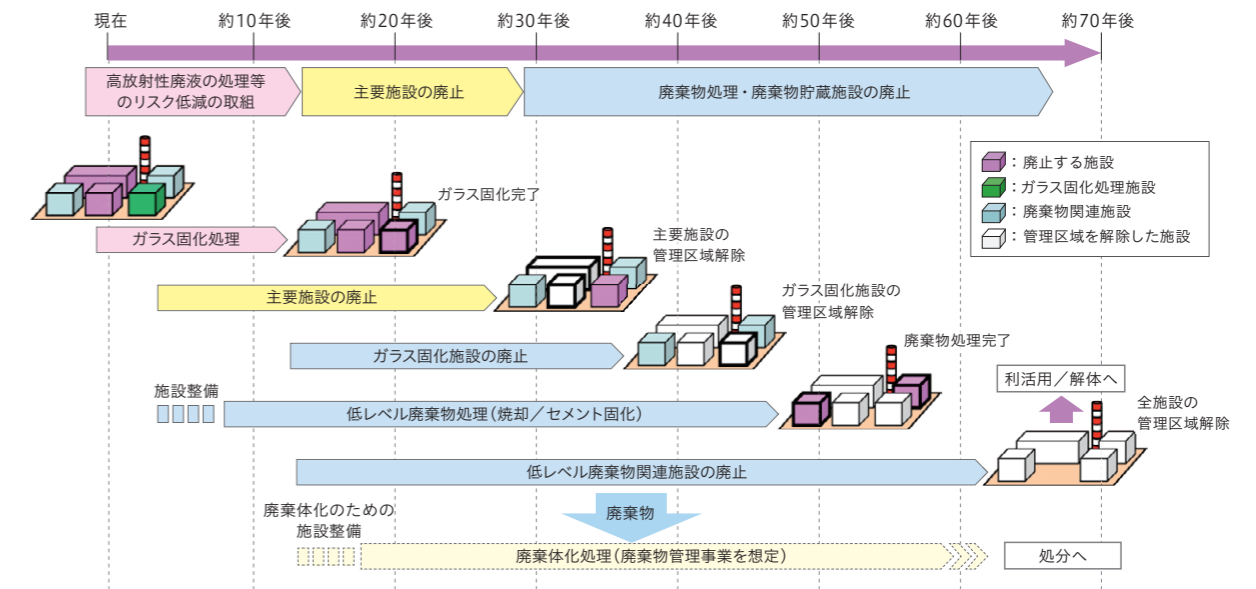 現在
約10年後
約20年後
約30年後
約40年後
約50年後
約60年後
約70年後
高放射性廃液の処理等
のリスク低減の取組
主要施設の廃止
廃棄物処理・廃棄物貯蔵施設の廃止
：廃止する施設
：ガラス固化処理施設
：廃棄物関連施設
：管理区域を解除した施設
ガラス固化完了
ガラス固化処理
主要施設の
管理区域解除
主要施設の廃止
ガラス固化施設の
管理区域解除
ガラス固化施設の廃止
廃棄物処理完了
施設整備
低レベル廃棄物処理（焼却／セメント固化）
利活用／解体へ
全施設の
管理区域解除
低レベル廃棄物関連施設の廃止
廃棄物
廃棄体化のための
施設整備
廃棄体化処理（廃棄物管理事業を想定）
処分へ